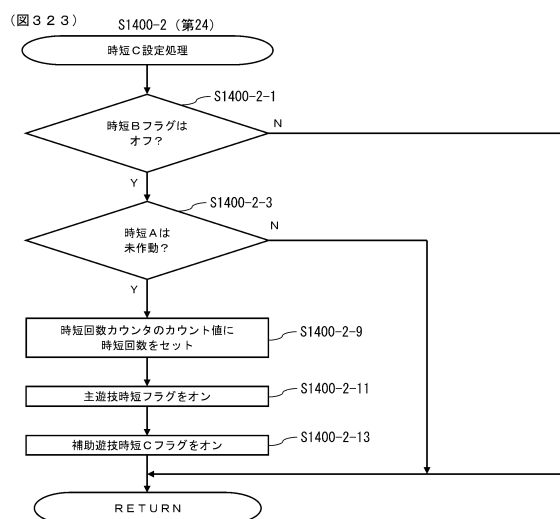 （図３２３）
S1400-2（第24）
時短Ｃ設定処理
S1400-2-1
時短Ｂフラグは
オフ？
N
Y
S1400-2-3
時短Ａは
未作動？
N
Y
時短回数カウンタのカウント値に
時短回数をセット
S1400-2-9
主遊技時短フラグをオン
S1400-2-11
補助遊技時短Ｃフラグをオン
S1400-2-13
ＲＥＴＵＲＮ